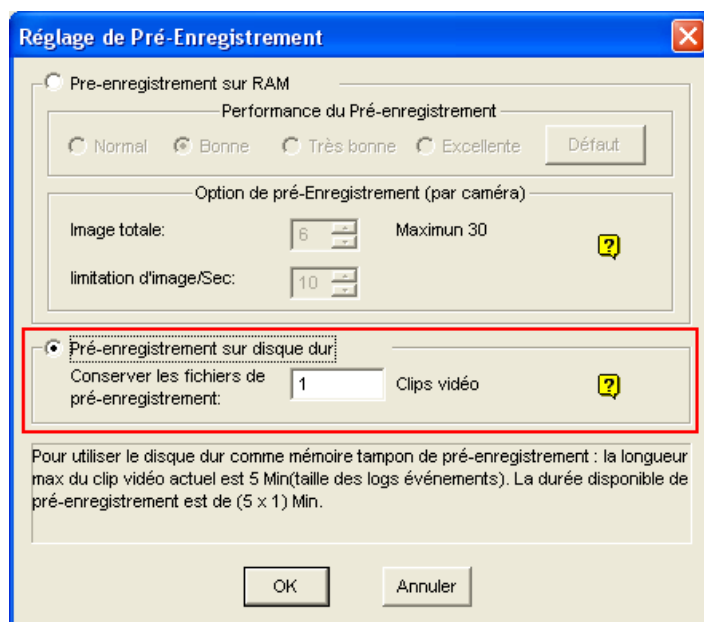 Réglage de Pré-Enregistrement
Pre-enregistrement sur RAM
Performance du Pré-enregistrement
Normal Bonne Très bonne Excellente Défaut
Option de pré-Enregistrement (par caméra)
Image totale: 6 Maximun 30
limitation d'image/Sec: 10
Pré-enregistrement sur disque dur
Conserver les fichiers de
pré-enregistrement: 1 Clips vidéo
Pour utiliser le disque dur comme mémoire tampon de pré-enregistrement : la longueur
max du clip vidéo actuel est 5 Min(taille des logs événements). La durée disponible de
pré-enregistrement est de (5 x 1) Min.
OK Annuler